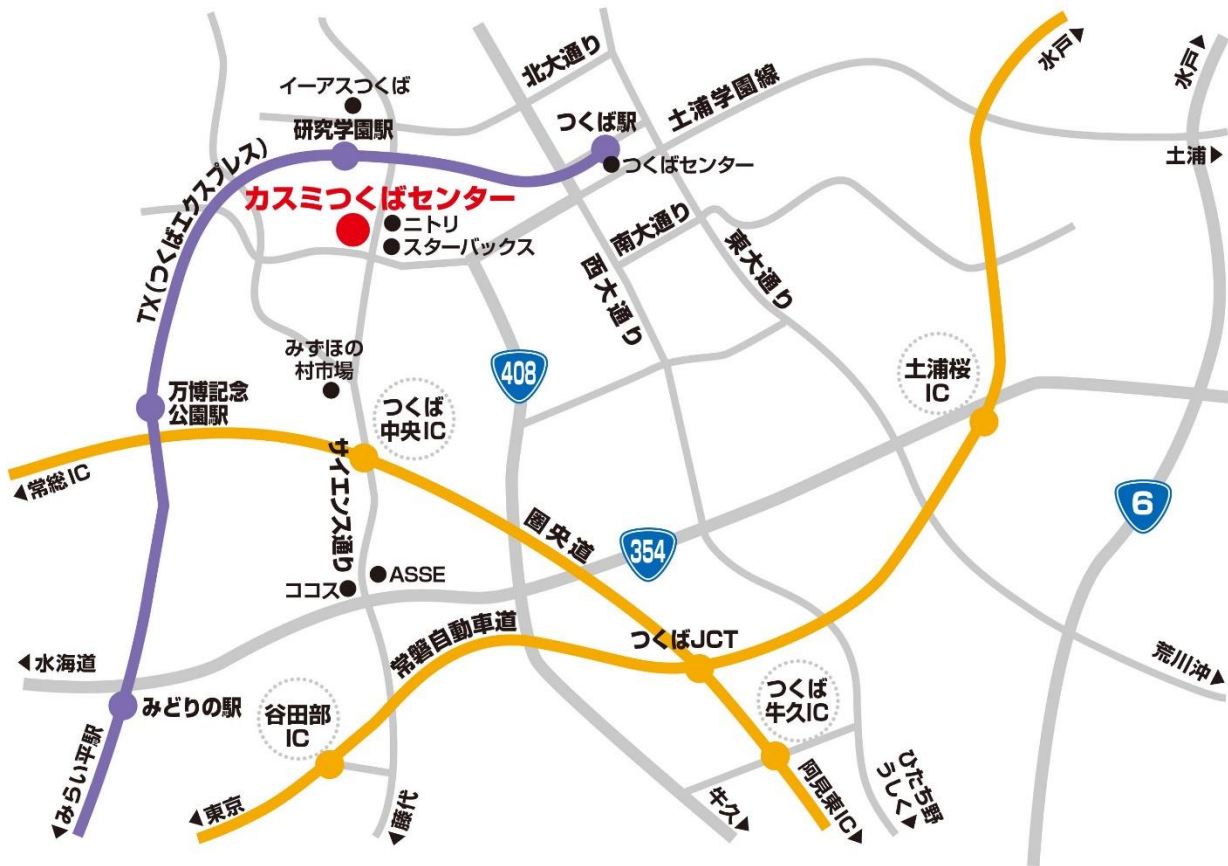 北大通り
水戸▶
水戸▶
イーアスつくば
研究学園駅
つくば駅
土浦学園線
土浦▶
つくばセンター
TX(つくばエクスプレス)
カスミつくばセンター
ニトリ
スターバックス
南大通り
東大通り
西大通り
みずほの
村市場
408
土浦桜
IC
万博記念
公園駅
つくば
中央IC
◀常総IC
サイエンス通り
圏央道
354
6
ココス
ASSE
常磐自動車道
つくばJCT
◀水海道
みどりの駅
谷田部
IC
つくば
牛久IC
荒川沖▶
◀みらい平駅
◀東京
◀藤代
牛久▶
阿見東IC▶
ひたち野
うしく▶